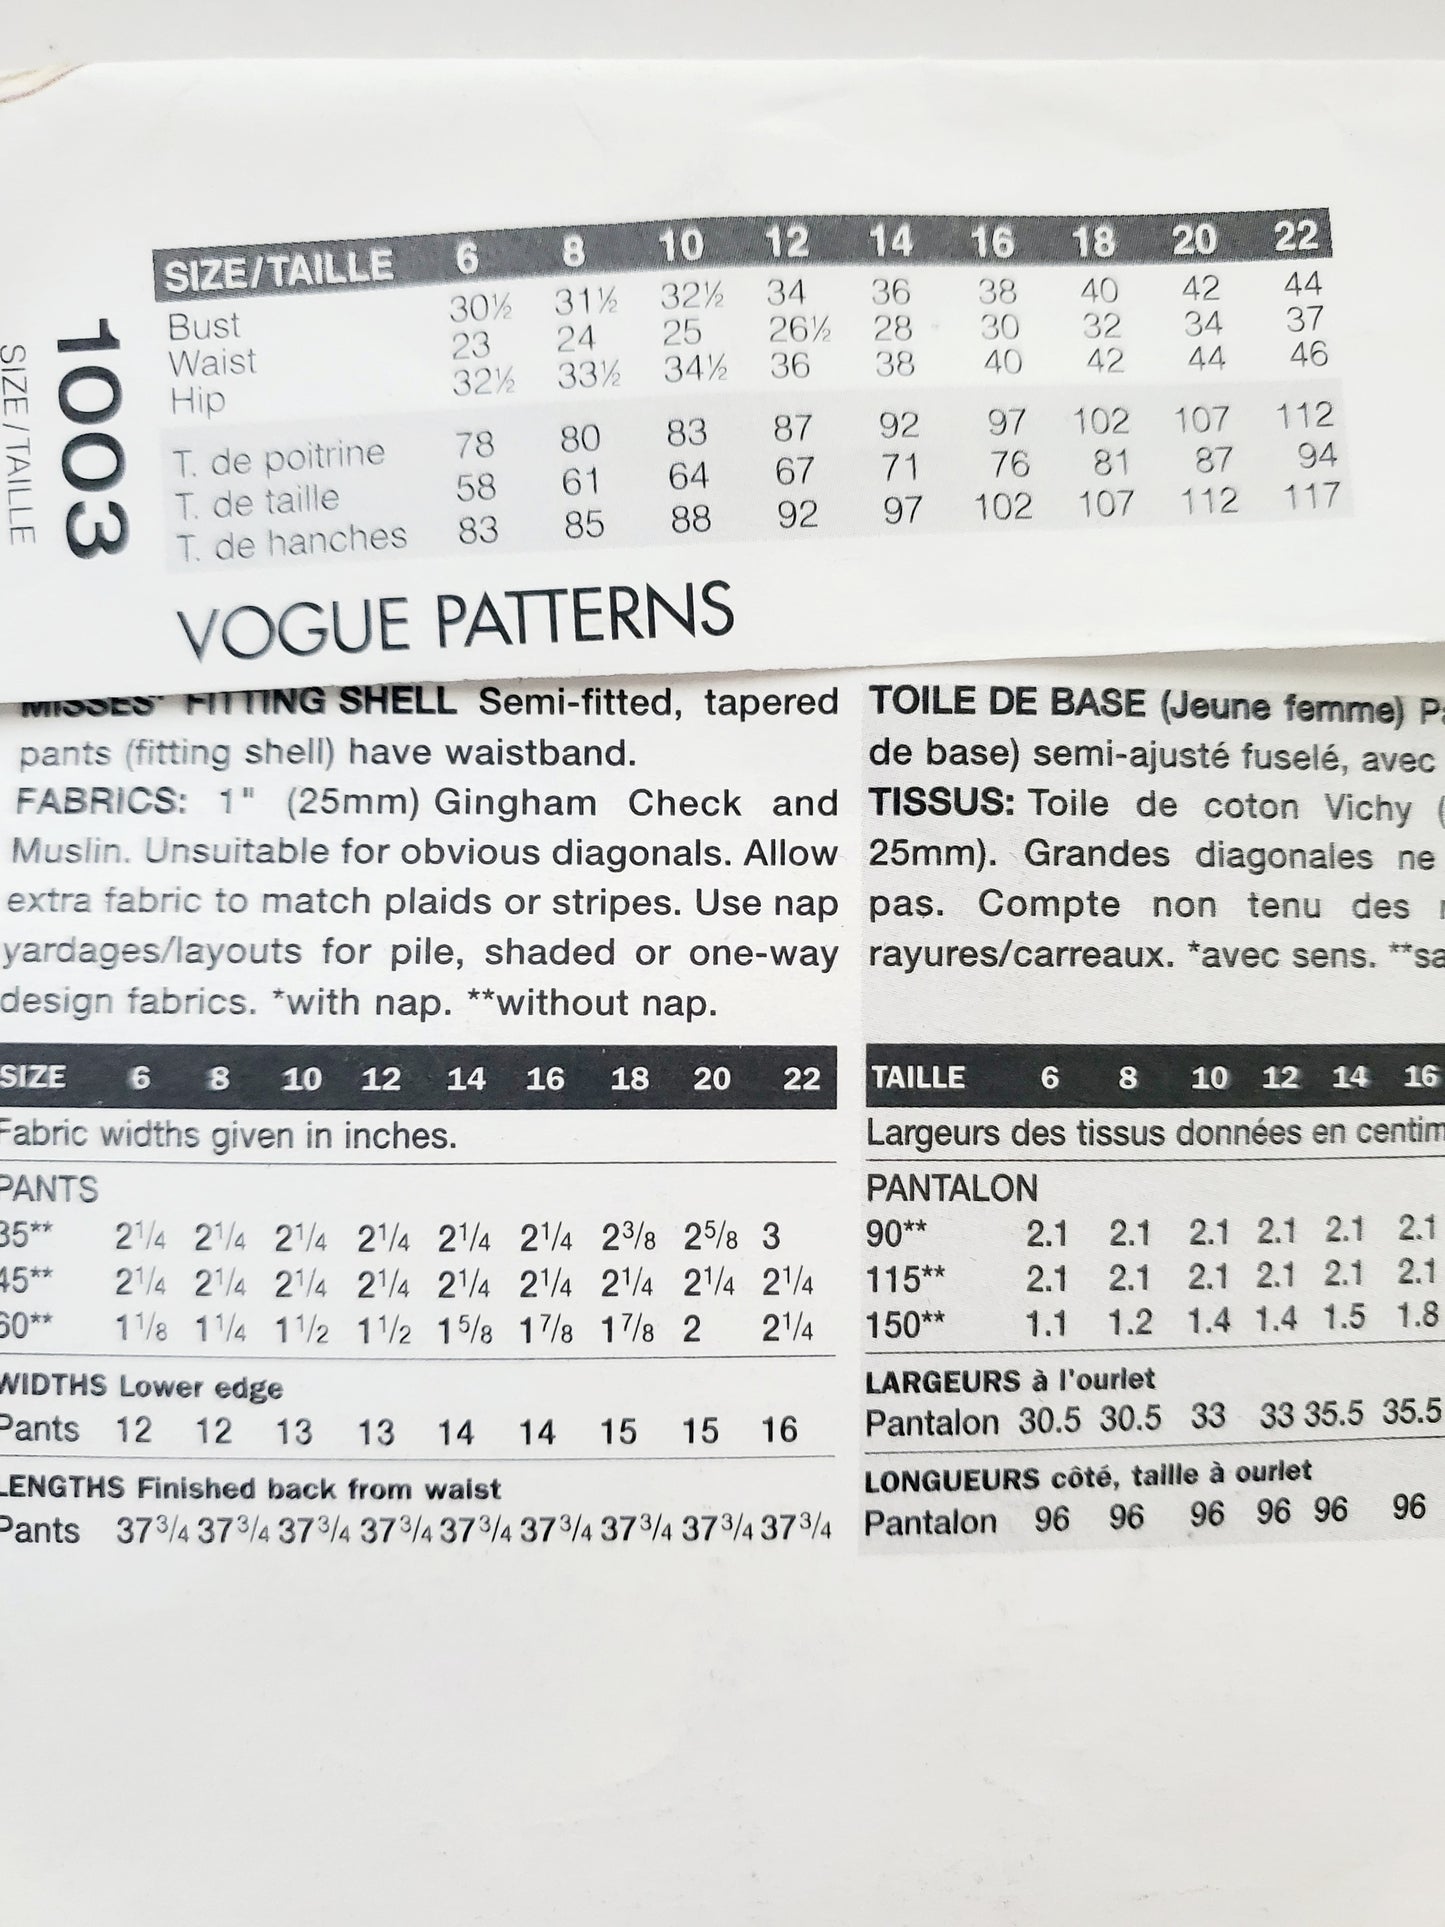 SIZE/TAILLE 6 8 10 12 14 16 18 20 22
Bust 30½ 31½ 32½ 34 36 38 40 42 44
Waist 23 24 25 26½ 28 30 32 34 37
Hip 32½ 33½ 34½ 36 38 40 42 44 46
T. de poitrine 78 80 83 87 92 97 102 107 112
T. de taille 58 61 64 67 71 76 81 87 94
T. de hanches 83 85 88 92 97 102 107 112 117
1003
SIZE/TAILLE
VOGUE PATTERNS
MISSES' FITTING SHELL Semi-fitted, tapered
pants (fitting shell) have waistband.
FABRICS: 1" (25mm) Gingham Check and
Muslin. Unsuitable for obvious diagonals. Allow
extra fabric to match plaids or stripes. Use nap
yardages/layouts for pile, shaded or one-way
design fabrics. *with nap. **without nap.
SIZE 6 8 10 12 14 16 18 20 22
Fabric widths given in inches.
PANTS
35** 2¹/4 2¹/4 2¹/4 2¹/4 2¹/4 2¹/4 2³/8 2⁵/8 3
45** 2¹/4 2¹/4 2¹/4 2¹/4 2¹/4 2¹/4 2¹/4 2¹/4 2¹/4
60** 1¹/8 1¹/4 1¹/2 1¹/2 1⁵/8 1⁷/8 1⁷/8 2 2¹/4
WIDTHS Lower edge
Pants 12 12 13 13 14 14 15 15 16
LENGTHS Finished back from waist
Pants 37³/4 37³/4 37³/4 37³/4 37³/4 37³/4 37³/4 37³/4 37³/4
TOILE DE BASE (Jeune femme)
de base) semi-ajusté fuselé, avec
TISSUS: Toile de coton Vichy (
25mm). Grandes diagonales ne
pas. Compte non tenu des
rayures/carreaux. *avec sens. **sa
TAILLE 6 8 10 12 14 16
Largeurs des tissus données en centim
PANTALON
90** 2.1 2.1 2.1 2.1 2.1 2.1
115** 2.1 2.1 2.1 2.1 2.1 2.1
150** 1.1 1.2 1.4 1.4 1.5 1.8
LARGEURS à l'ourlet
Pantalon 30.5 30.5 33 33 35.5 35.5
LONGUEURS côté, taille à ourlet
Pantalon 96 96 96 96 96 96